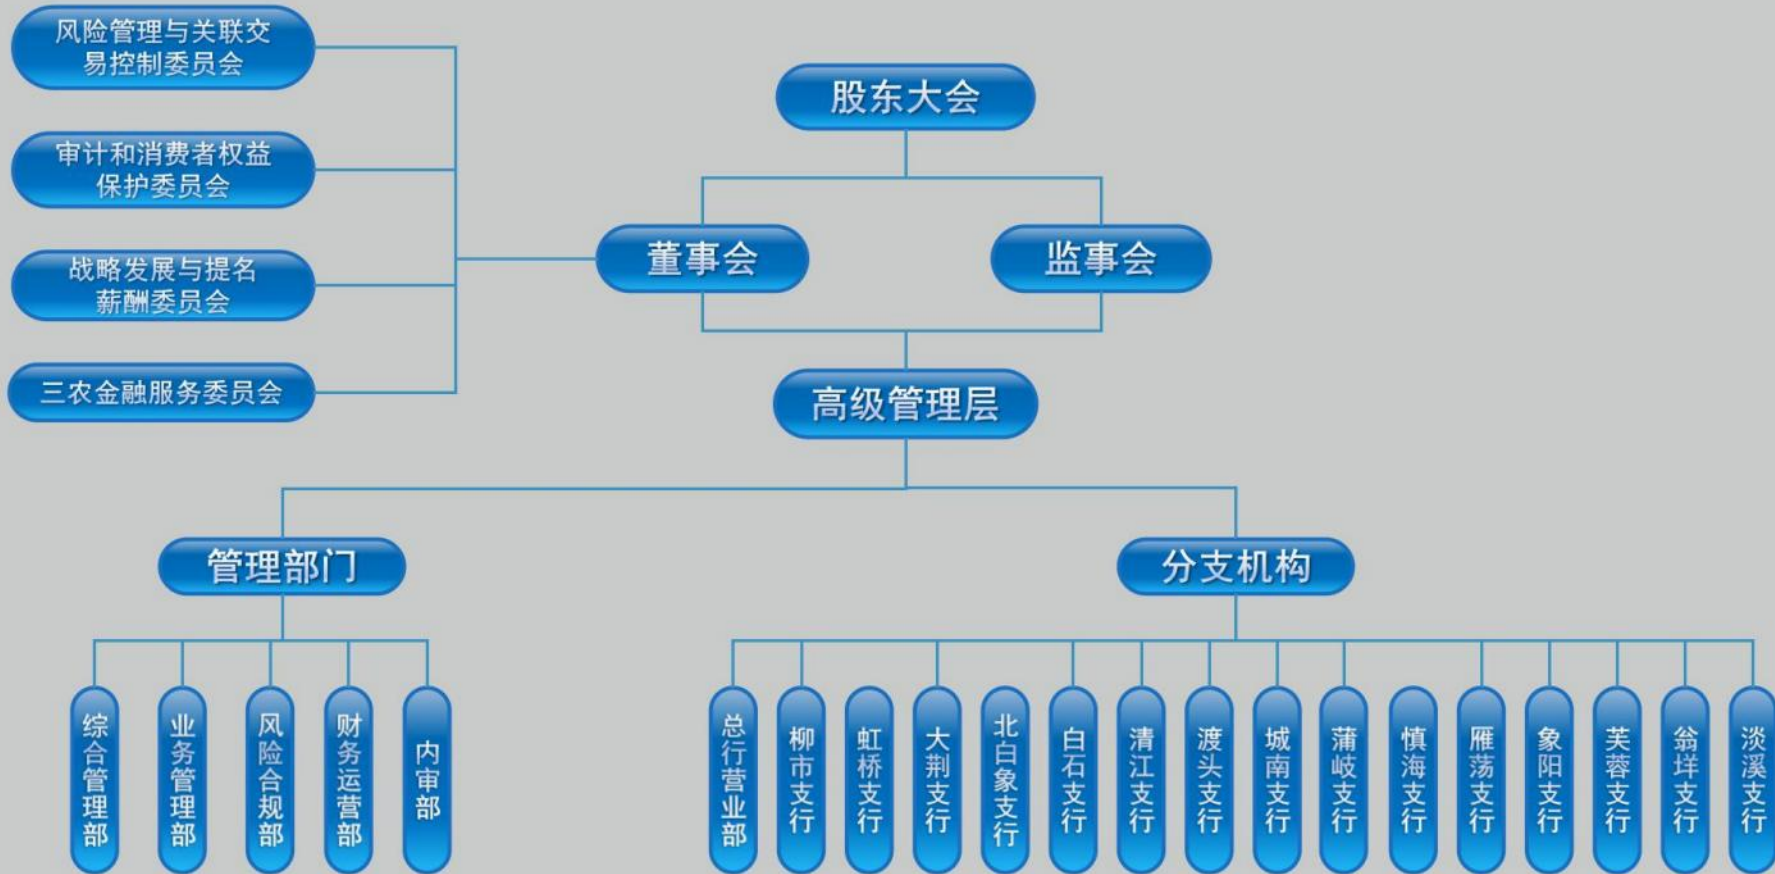 风险管理与关联交
易控制委员会
审计和消费者权益
保护委员会
战略发展与提名
薪酬委员会
三农金融服务委员会
股东大会
董事会
监事会
高级管理层
管理部门
分支机构
综合管理部
业务管理部
风险合规部
财务运营部
内审部
总行营业部
柳市支行
虹桥支行
大荆支行
北白象支行
白石支行
清江支行
渡头支行
城南支行
蒲岐支行
慎海支行
雁荡支行
象阳支行
芙蓉支行
翁垟支行
淡溪支行